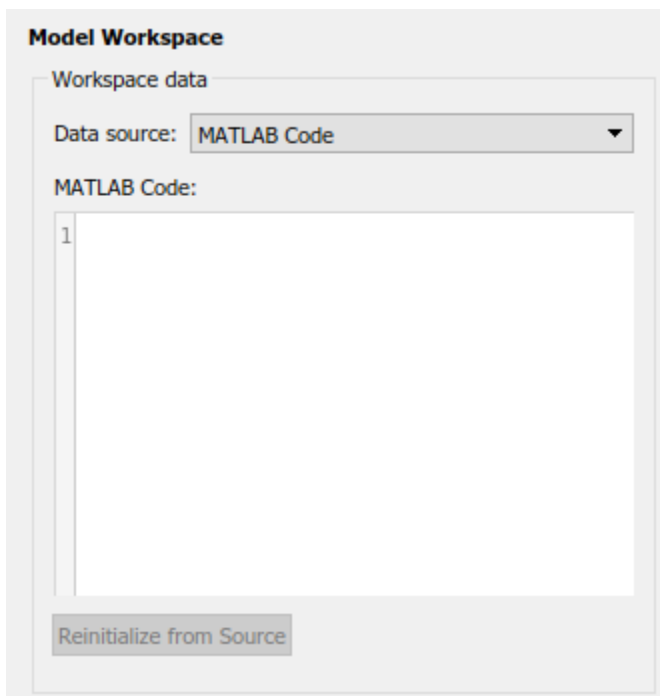 Model Workspace
Workspace data
Data source: MATLAB Code
MATLAB Code:
1
Reinitialize from Source